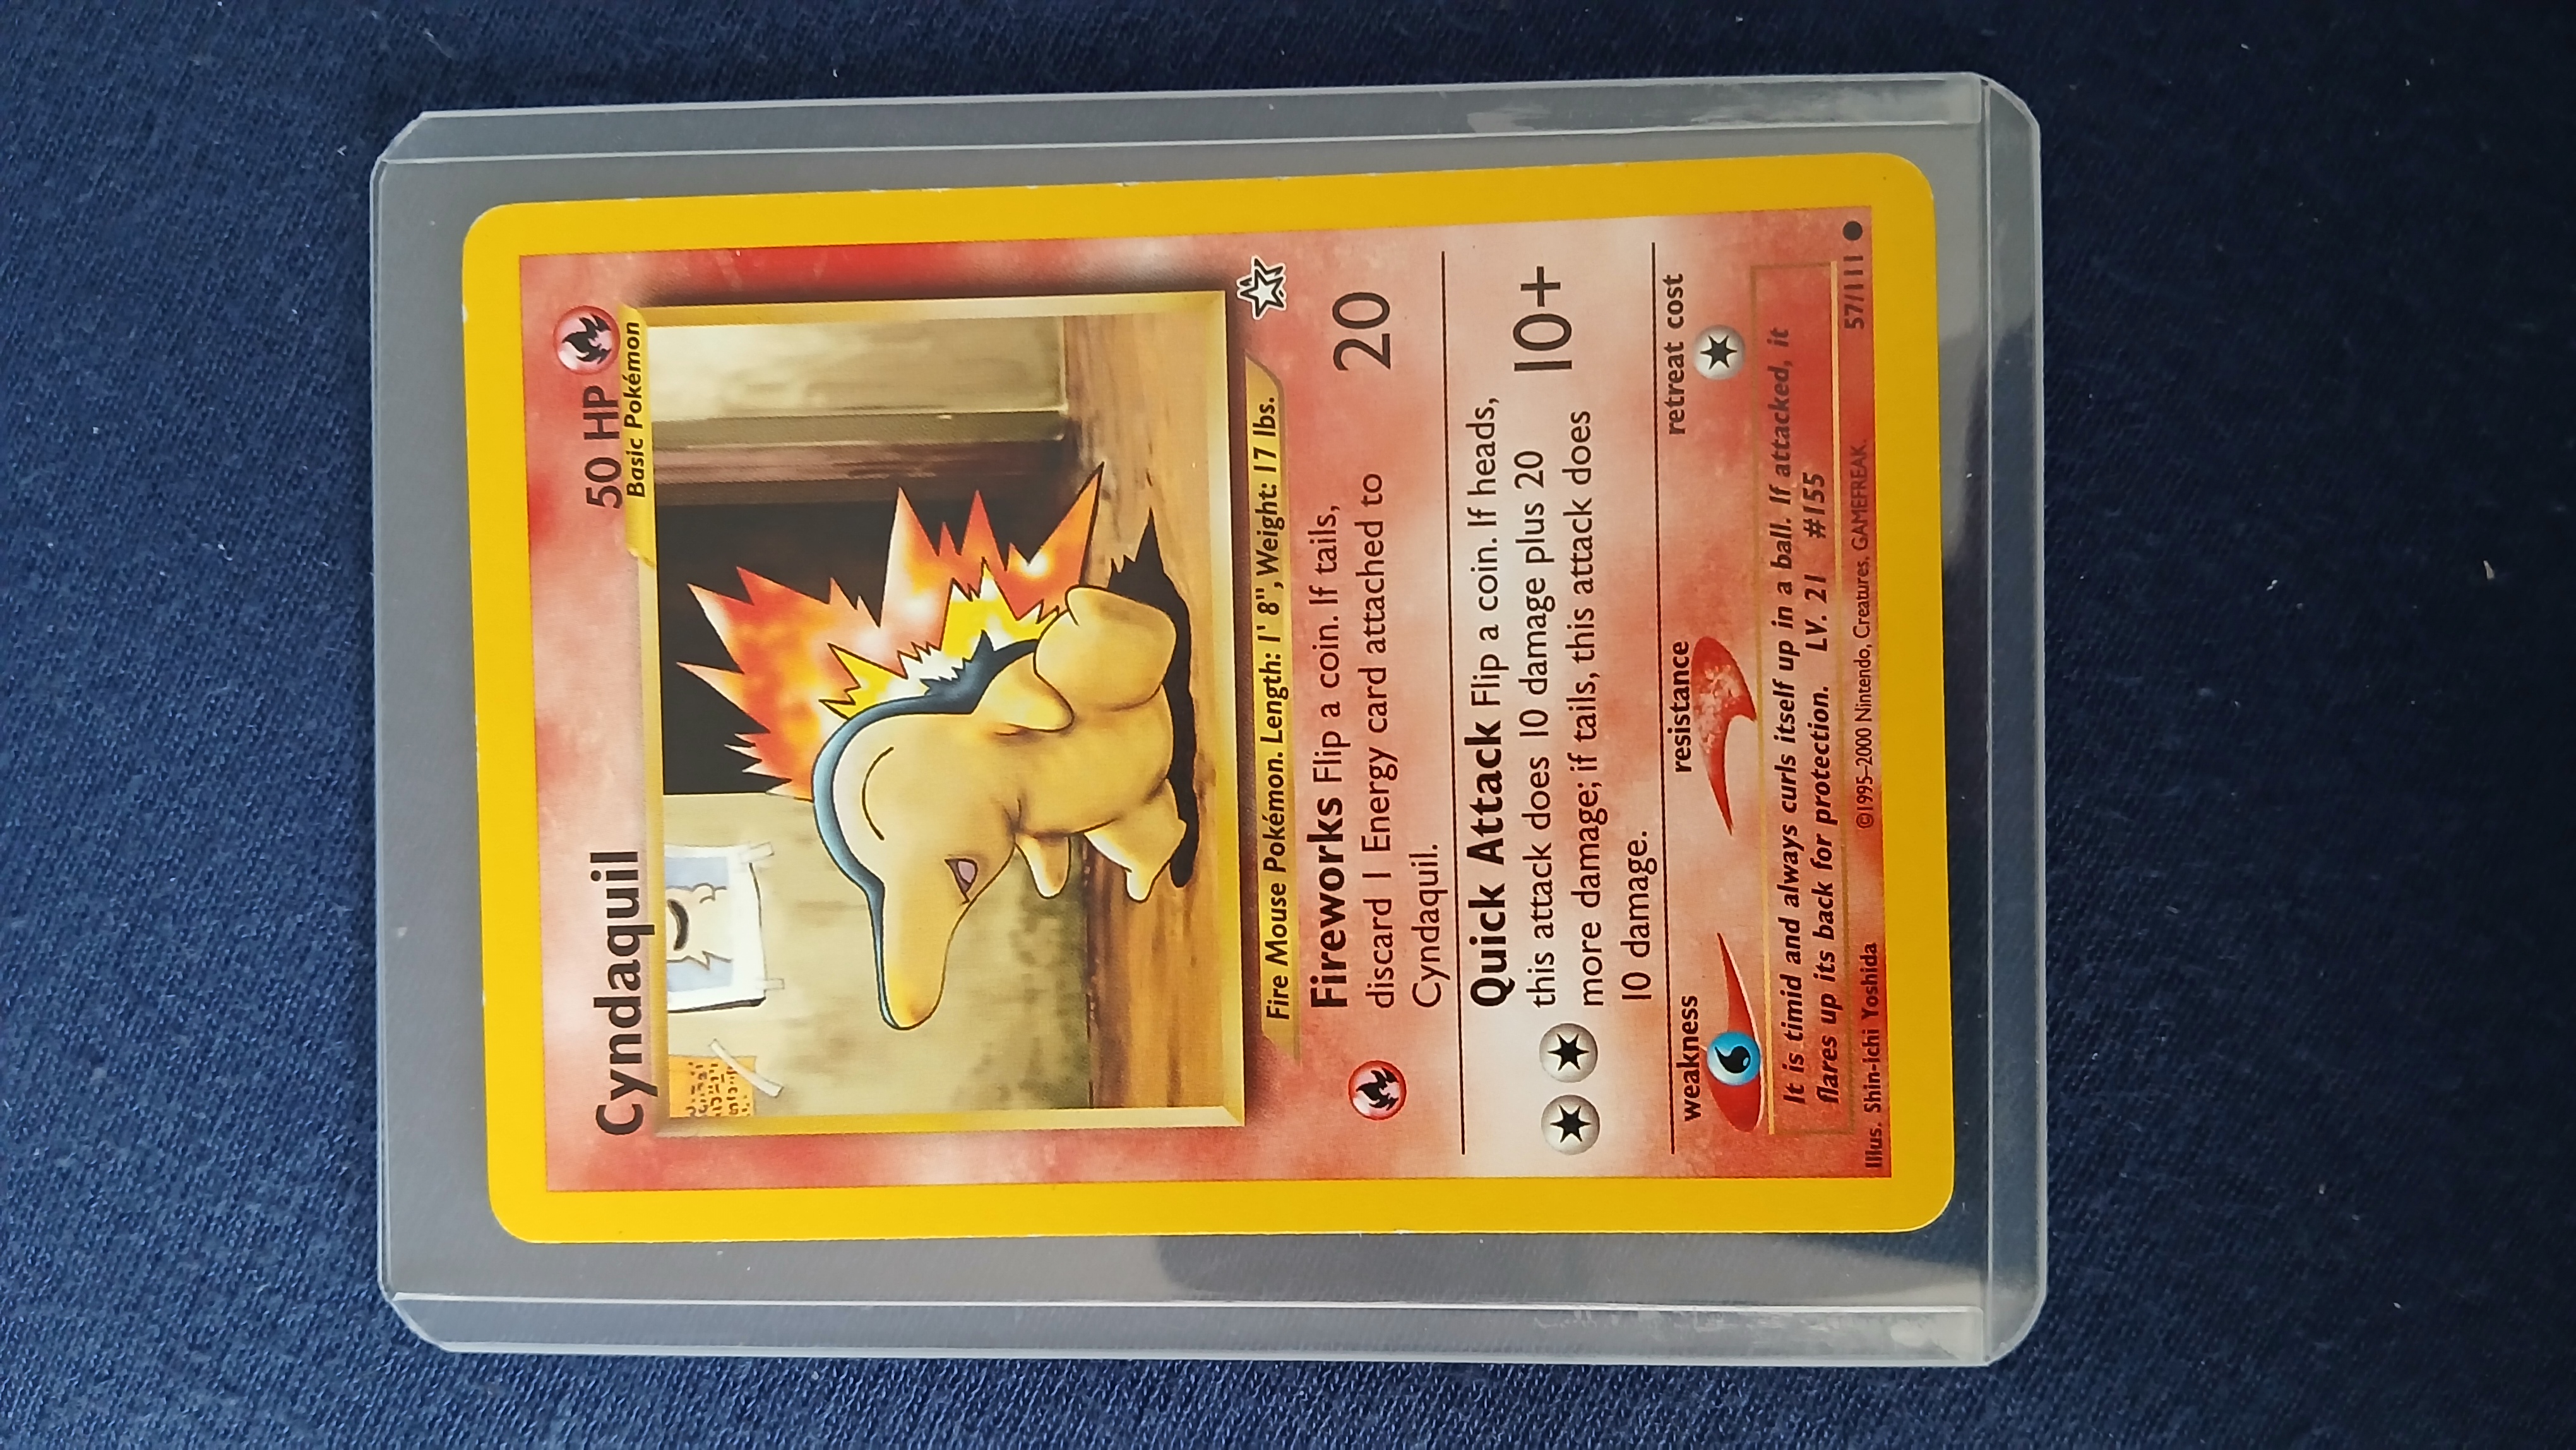 Cyndaquil
50 HP
Basic Pokémon
Fire Mouse Pokémon. Length: 1' 8", Weight: 17 lbs.
Fireworks Flip a coin. If tails,
discard 1 Energy card attached to
Cyndaquil.
20
Quick Attack Flip a coin. If heads,
this attack does 10 damage plus 20
more damage; if tails, this attack does
10 damage.
10+
weakness
resistance
retreat cost
It is timid and always curls itself up in a ball. If attacked, it
flares up its back for protection. LV. 21 #155
Illus. Shin-ichi Yoshida
©1995–2000 Nintendo, Creatures, GAMEFREAK.
57/111